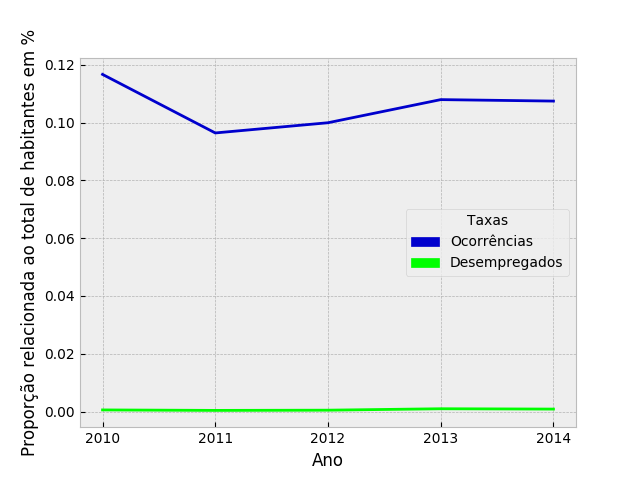 Proporção relacionada ao total de habitantes em %
0.12
0.10
0.08
0.06
0.04
0.02
0.00
Taxas
Ocorrências
Desempregados
2010 2011 2012 2013 2014
Ano